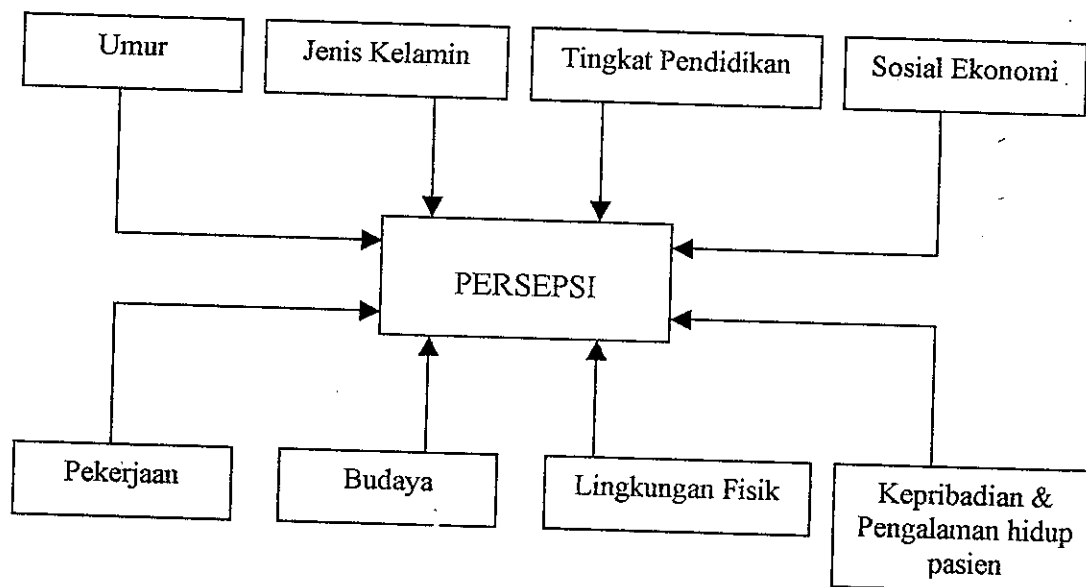 Umur
Jenis Kelamin
Tingkat Pendidikan
Sosial Ekonomi
PERSEPSI
Pekerjaan
Budaya
Lingkungan Fisik
Kepribadian &
Pengalaman hidup
pasien